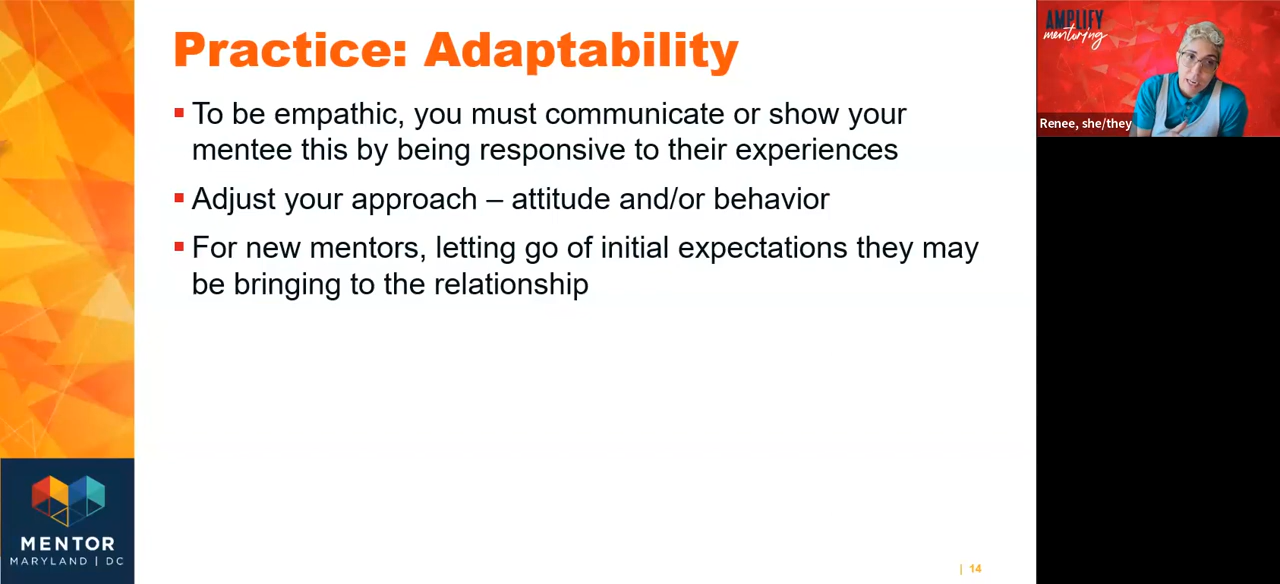 Practice: Adaptability
▪ To be empathic, you must communicate or show your
mentee this by being responsive to their experiences
▪ Adjust your approach – attitude and/or behavior
▪ For new mentors, letting go of initial expectations they may
be bringing to the relationship
MENTOR
MARYLAND | DC
| 14
AMPLIFY
mentoring
Renee, she/they